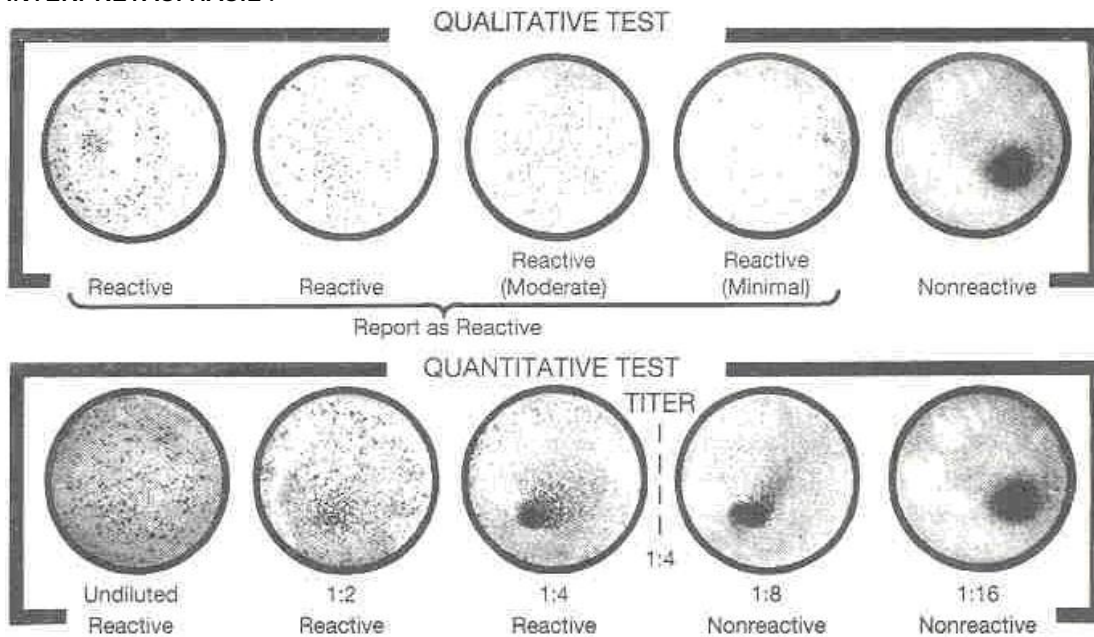 QUALITATIVE TEST
Reactive
Reactive
Reactive
(Moderate)
Reactive
(Minimal)
Nonreactive
Report as Reactive
QUANTITATIVE TEST
TITER
1:4
Undiluted
Reactive
1:2
Reactive
1:4
Reactive
1:8
Nonreactive
1:16
Nonreactive